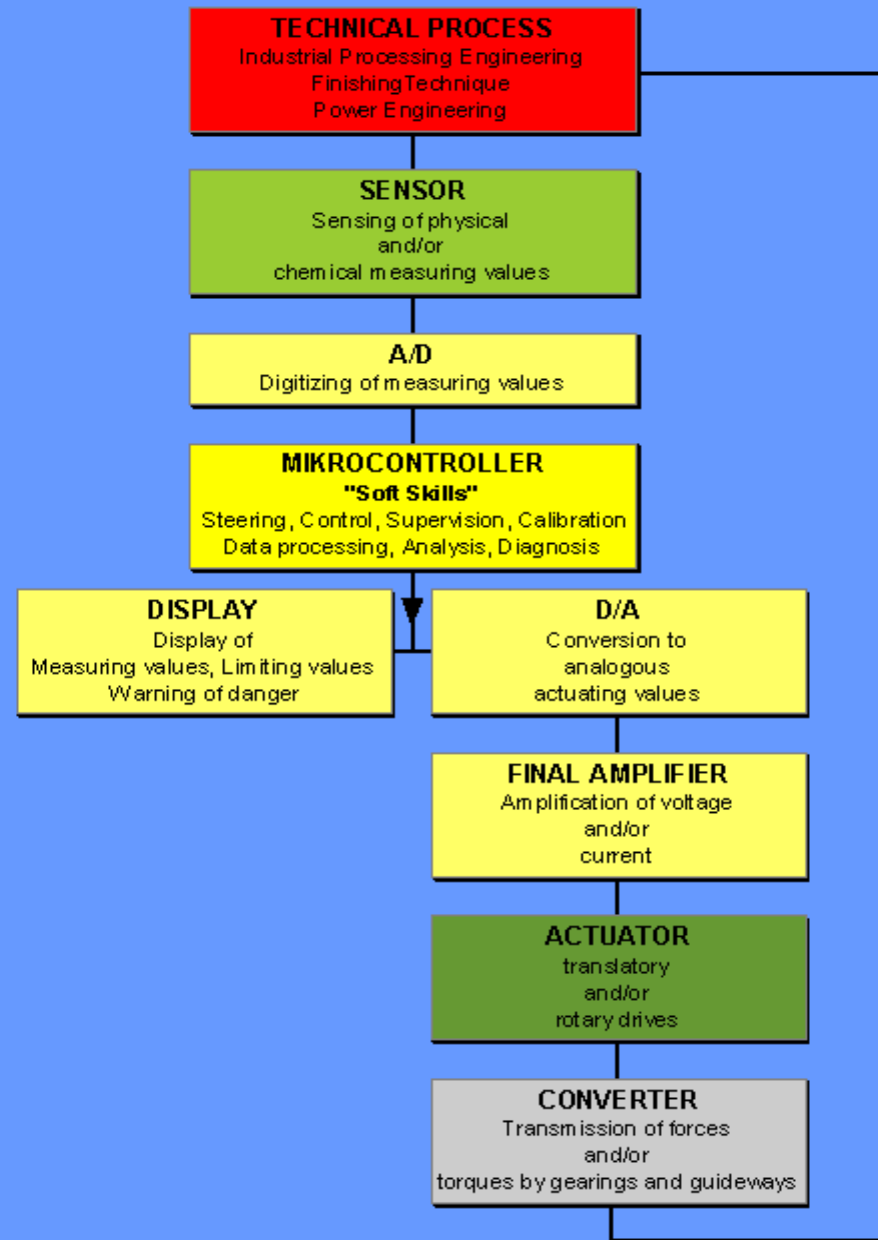 TECHNICAL PROCESS
Industrial Processing Engineering
FinishingTechnique
Power Engineering
SENSOR
Sensing of physical
and/or
chemical measuring values
A/D
Digitizing of measuring values
MIKROCONTROLLER
"Soft Skills"
Steering, Control, Supervision, Calibration
Data processing, Analysis, Diagnosis
DISPLAY
Display of
Measuring values, Limiting values
Warning of danger
D/A
Conversion to
analogous
actuating values
FINAL AMPLIFIER
Amplification of voltage
and/or
current
ACTUATOR
translatory
and/or
rotary drives
CONVERTER
Transmission of forces
and/or
torques by gearings and guideways